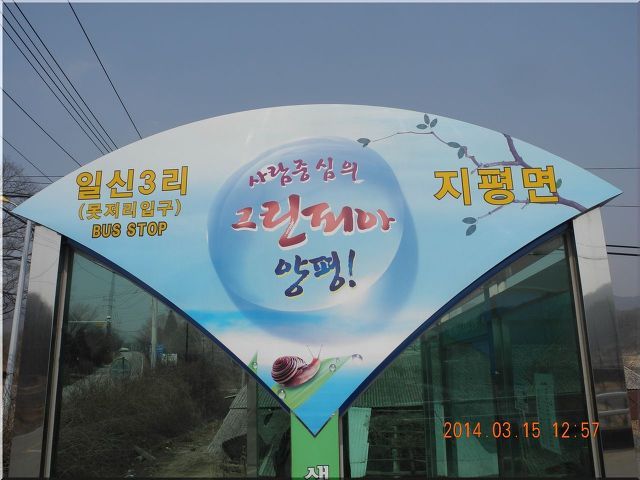 일신3리
(못저리입구)
BUS STOP
사람중심의
그린피아
양평!
지평면
새
2014.03.15 12:57